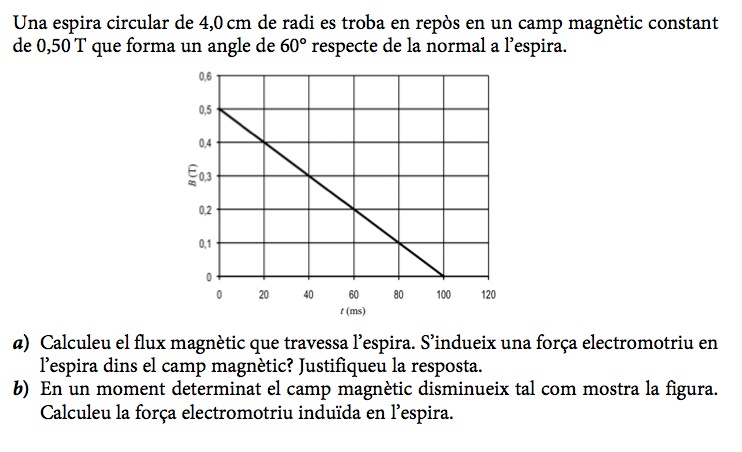 Una espira circular de 4,0 cm de radi es troba en repòs en un camp magnètic constant
de 0,50 T que forma un angle de 60° respecte de la normal a l’espira.
0,6
0,5
0,4
0,3
0,2
0,1
0
B (T)
0 20 40 60 80 100 120
t (ms)
a) Calculeu el flux magnètic que travessa l’espira. S’indueix una força electromotriu en
l’espira dins el camp magnètic? Justifiqueu la resposta.
b) En un moment determinat el camp magnètic disminueix tal com mostra la figura.
Calculeu la força electromotriu induïda en l’espira.